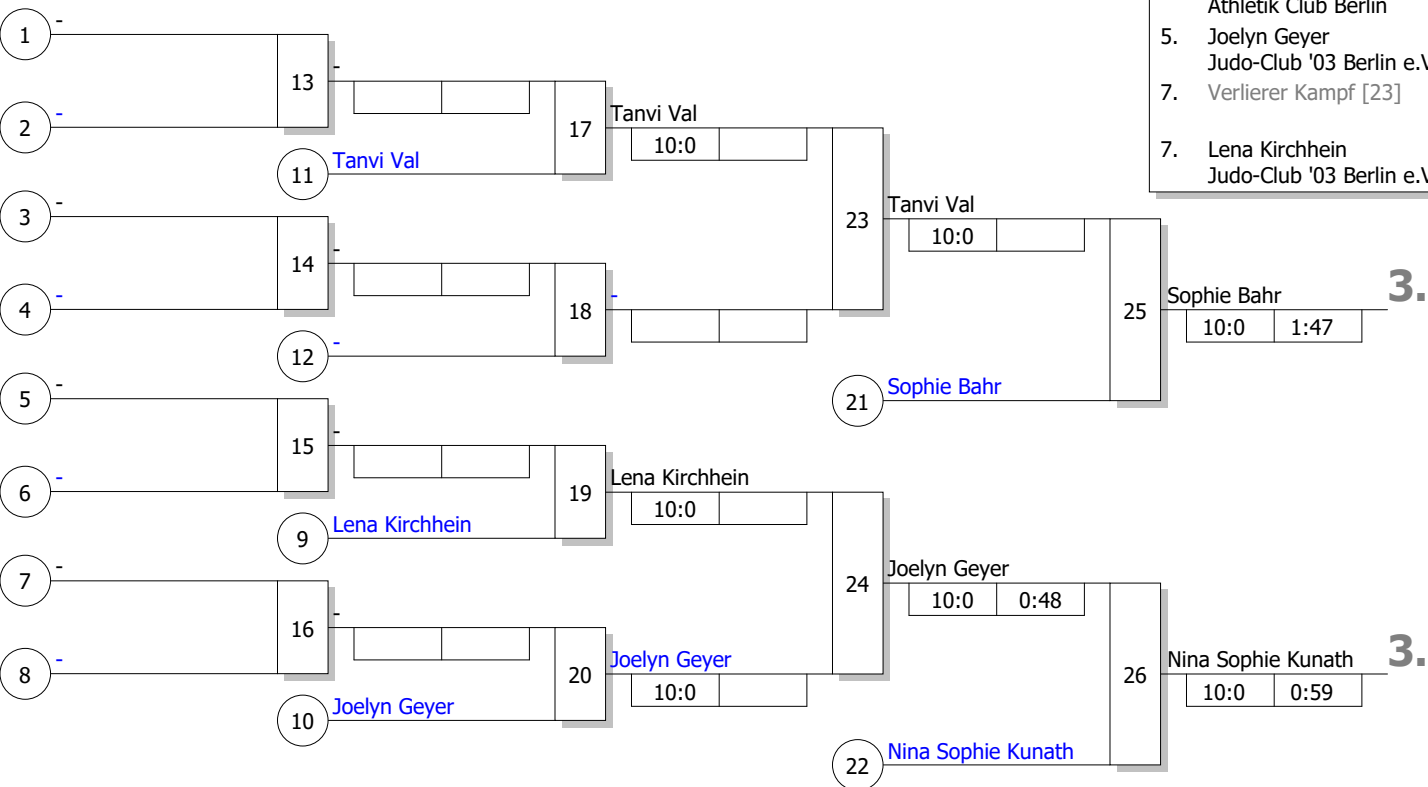 Athletik Club Berlin
5. Joelyn Geyer
Judo-Club '03 Berlin e.V
7. Verlierer Kampf [23]
7. Lena Kirchhein
Judo-Club '03 Berlin e.V
1 -
13
-
2 -
17
Tanvi Val
10:0
11 Tanvi Val
3 -
23
Tanvi Val
10:0
14
-
4 -
18
-
12 -
25
Sophie Bahr 3.
10:0 1:47
5 -
21 Sophie Bahr
15
-
6 -
19
Lena Kirchhein
10:0
9 Lena Kirchhein
7 -
24
Joelyn Geyer
10:0 0:48
16
-
8 -
20
Joelyn Geyer
10:0
10 Joelyn Geyer
26
Nina Sophie Kunath 3.
10:0 0:59
22 Nina Sophie Kunath